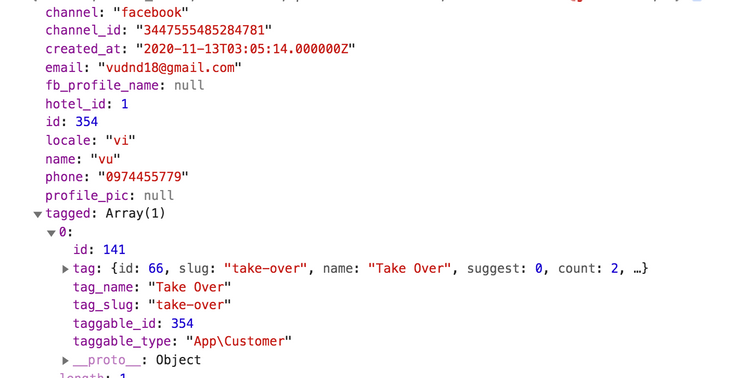 channel: "facebook"
channel_id: "3447555485284781"
created_at: "2020-11-13T03:05:14.000000Z"
email: "vudnd18@gmail.com"
fb_profile_name: null
hotel_id: 1
id: 354
locale: "vi"
name: "vu"
phone: "0974455779"
profile_pic: null
▼tagged: Array(1)
▼0:
id: 141
▶tag: {id: 66, slug: "take-over", name: "Take Over", suggest: 0, count: 2, …}
tag_name: "Take Over"
tag_slug: "take-over"
taggable_id: 354
taggable_type: "App\Customer"
▶__proto__: Object
length: 1